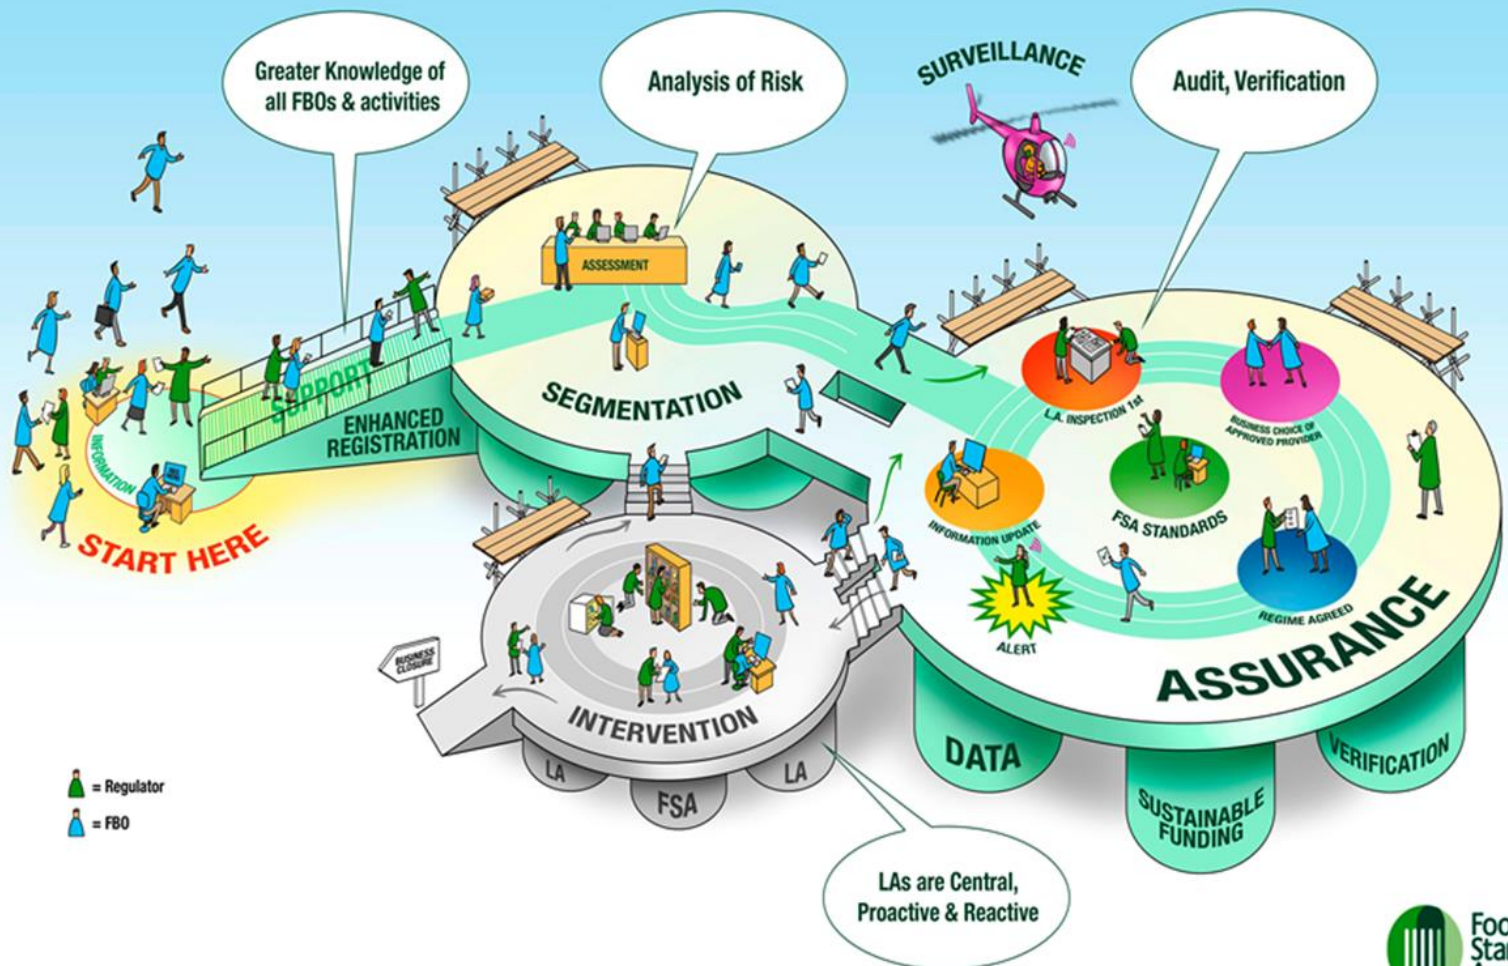 Greater Knowledge of
all FBOs & activities
Analysis of Risk
SURVEILLANCE
Audit, Verification
ASSESSMENT
SUPPORT
ENHANCED
REGISTRATION
INFORMATION
START HERE
SEGMENTATION
L.A. INSPECTION 1st
BUSINESS CHOICE OF
APPROVED PROVIDER
INFORMATION UPDATE
FSA STANDARDS
REGIME AGREED
ALERT
ASSURANCE
BUSINESS
CLOSURE
INTERVENTION
LA
FSA
LA
DATA
SUSTAINABLE
FUNDING
VERIFICATION
= Regulator
= FBO
LAs are Central,
Proactive & Reactive